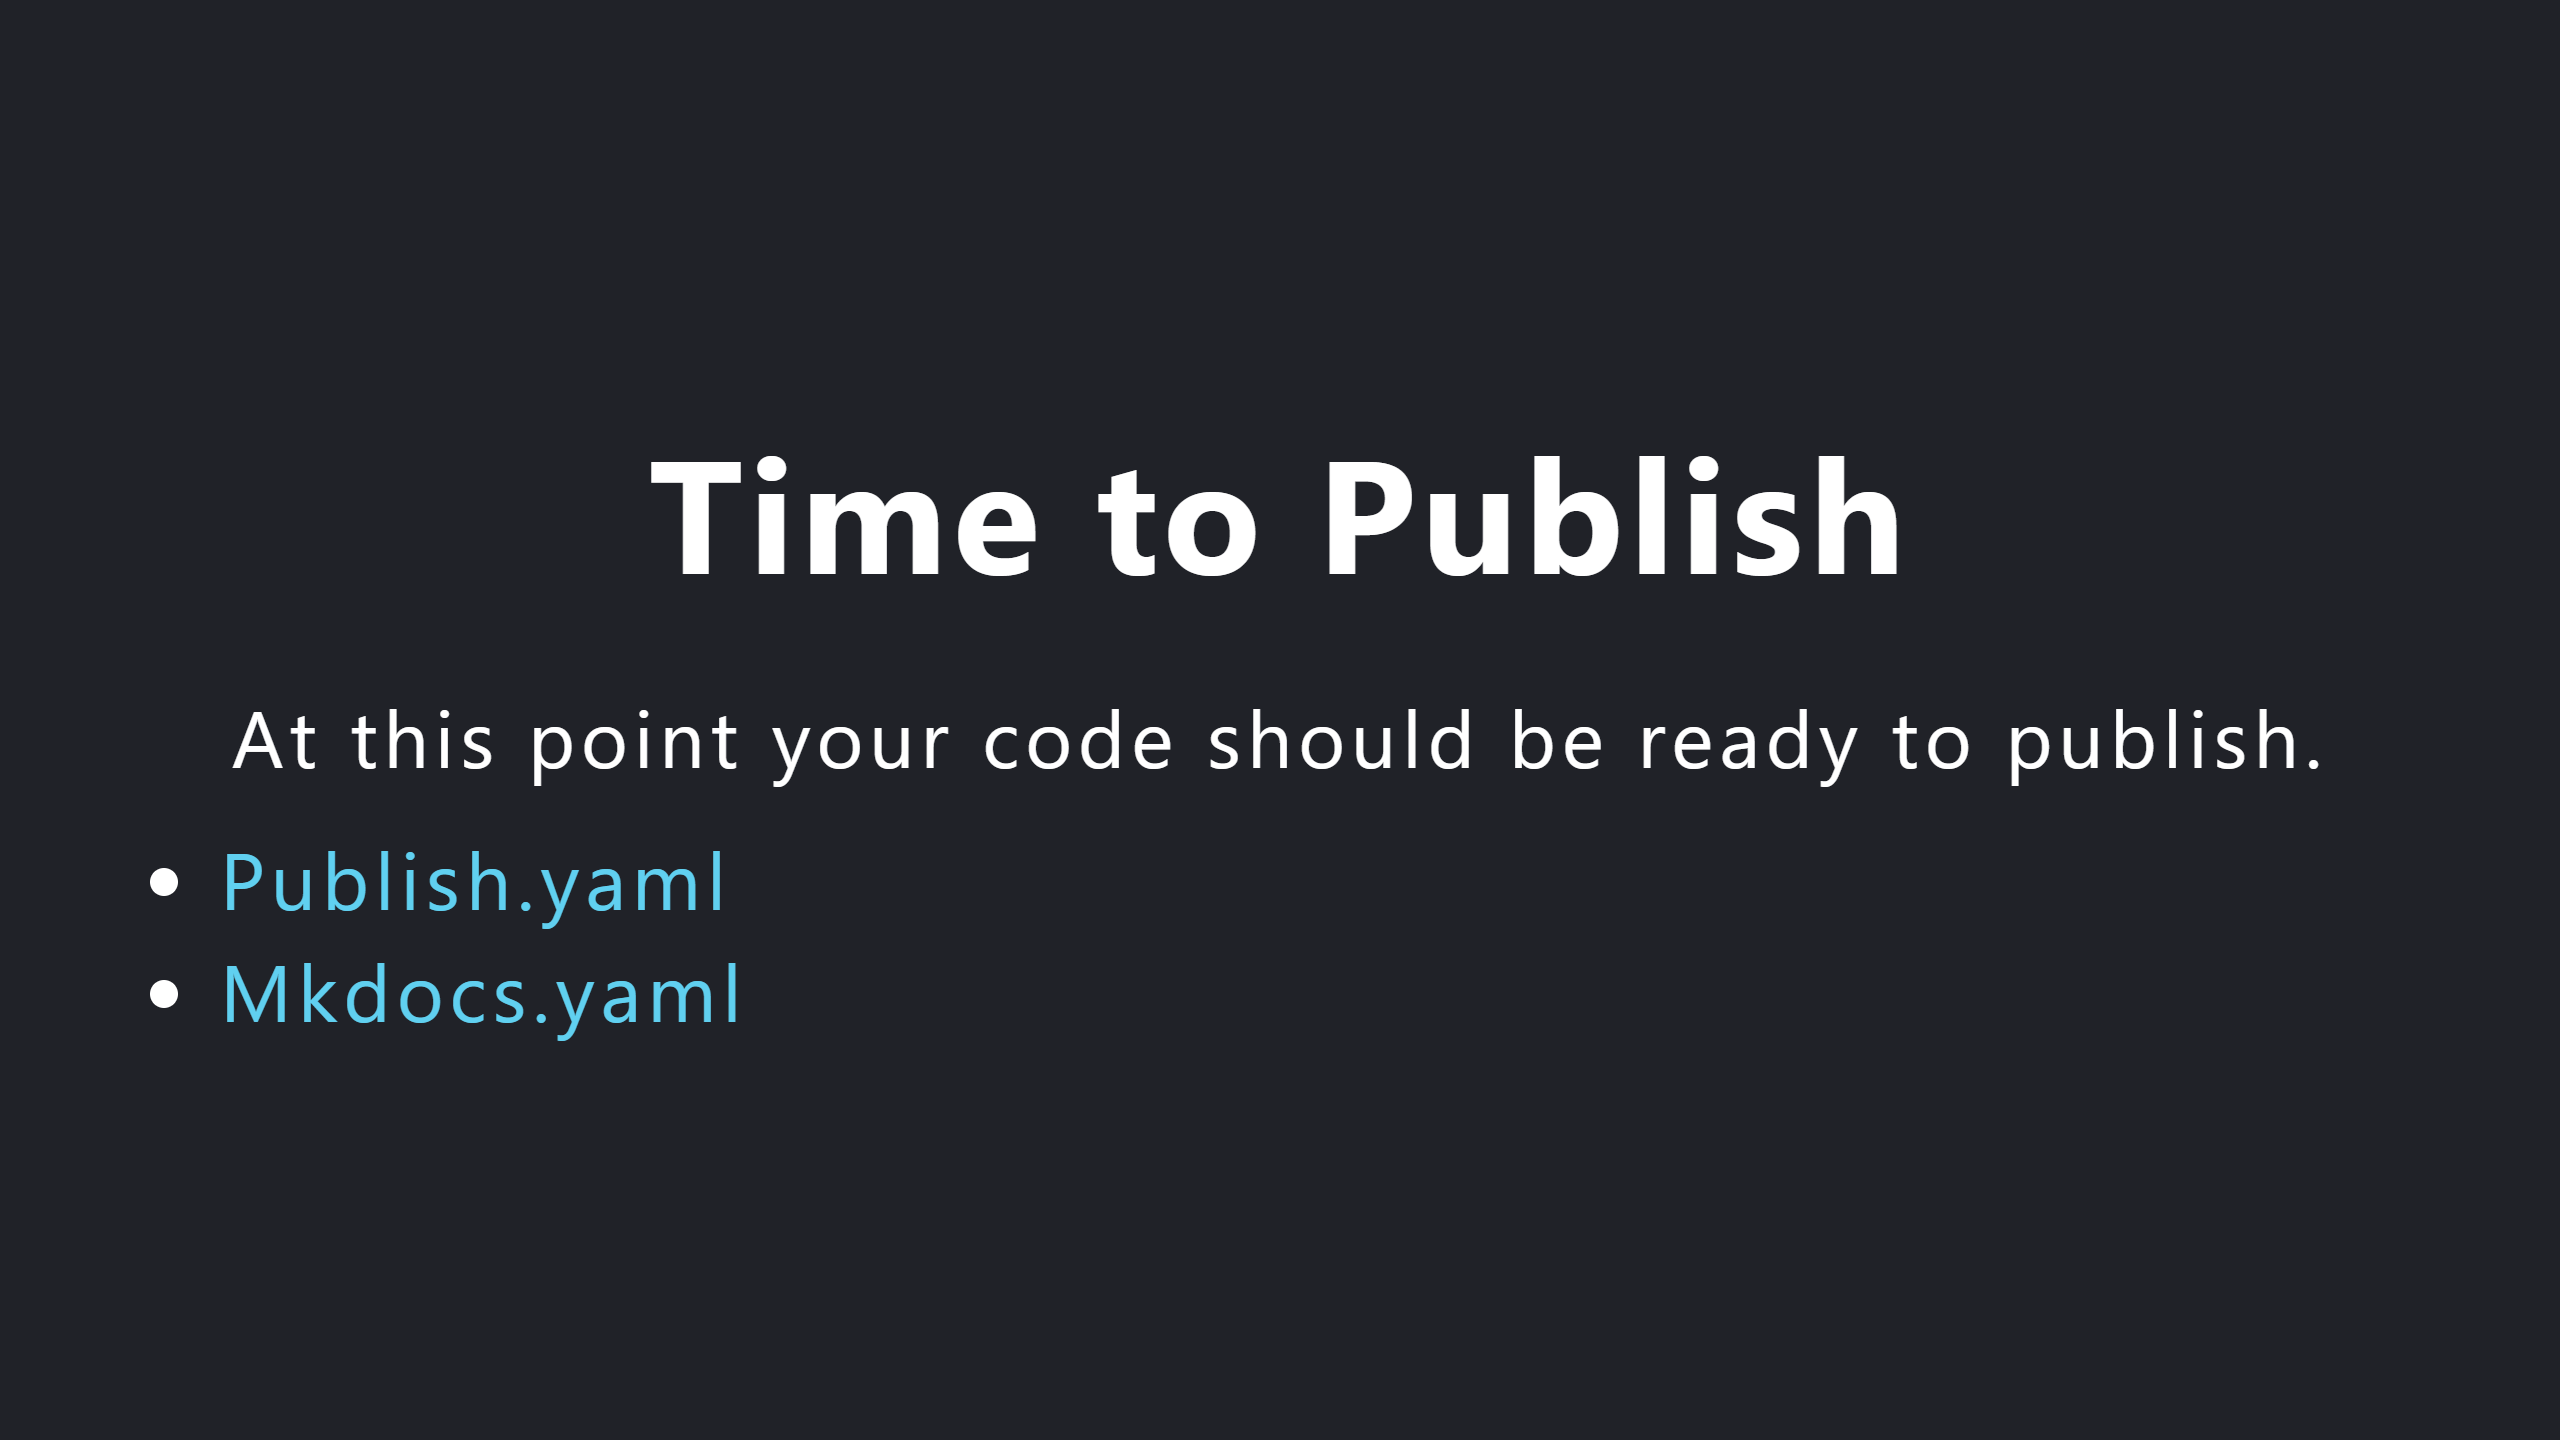 Time to Publish
At this point your code should be ready to publish.
Publish.yaml
Mkdocs.yaml